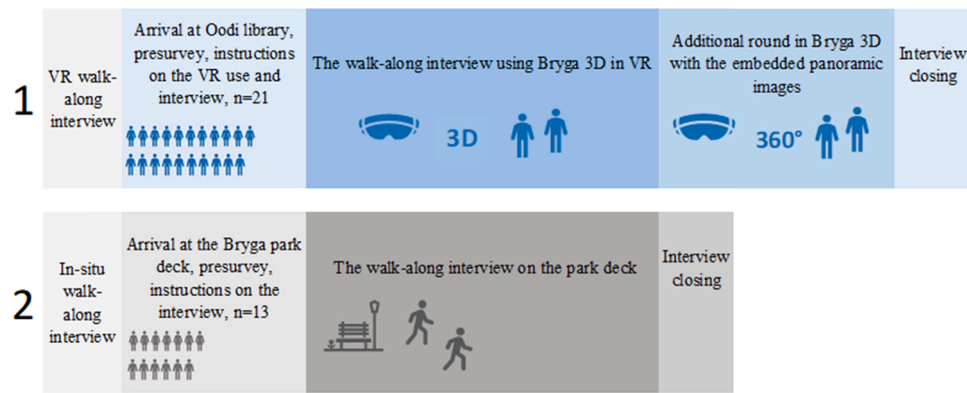 1
VR walk-
along
interview
Arrival at Oodi library,
presurvey, instructions
on the VR use and
interview, n=21
The walk-along interview using Bryga 3D in VR
3D
Additional round in Bryga 3D
with the embedded panoramic
images
360°
Interview
closing
2
In-situ
walk-
along
interview
Arrival at the Bryga park
deck, presurvey,
instructions on the
interview, n=13
The walk-along interview on the park deck
Interview
closing